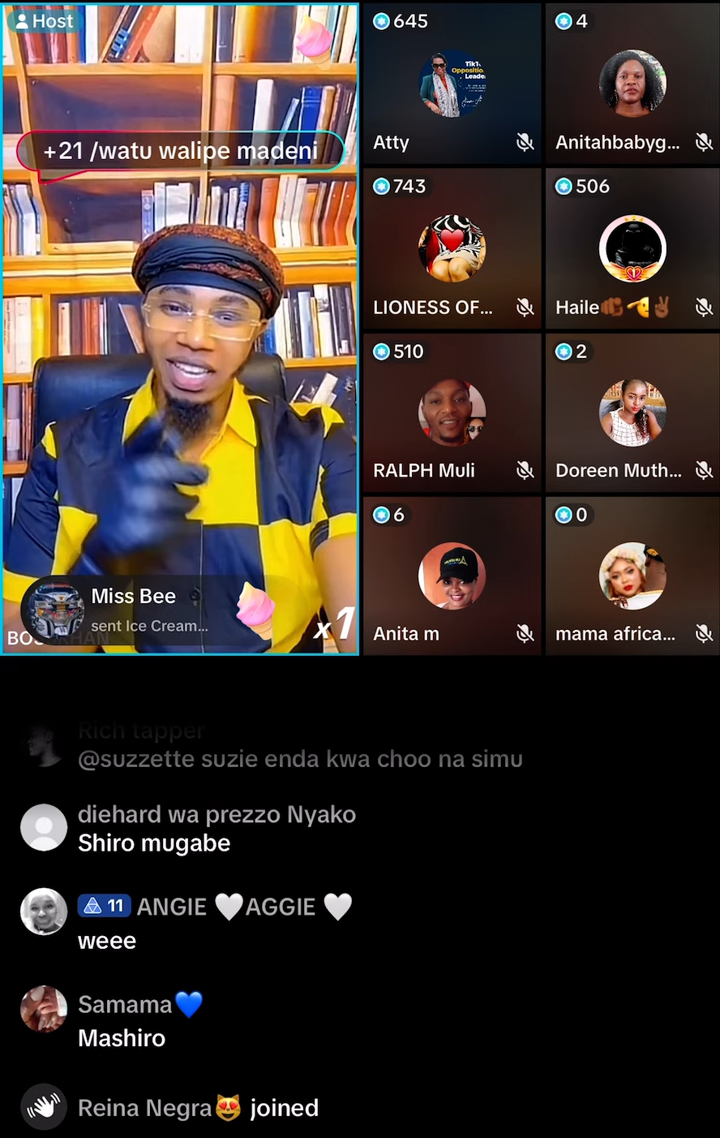 Host
+21 /watu walipe madeni
Miss Bee
sent Ice Cream...
x1
645
Atty
4
Anitahbabyg...
743
LIONESS OF...
506
Haile🫵🏾🫱✌🏾
510
RALPH Muli
2
Doreen Muth...
6
Anita m
0
mama africa...
Rich tapper
@suzzette suzie enda kwa choo na simu
diehard wa prezzo Nyako
Shiro mugabe
11 ANGIE 🤍AGGIE 🤍
weee
Samama💙
Mashiro
Reina Negra😻 joined